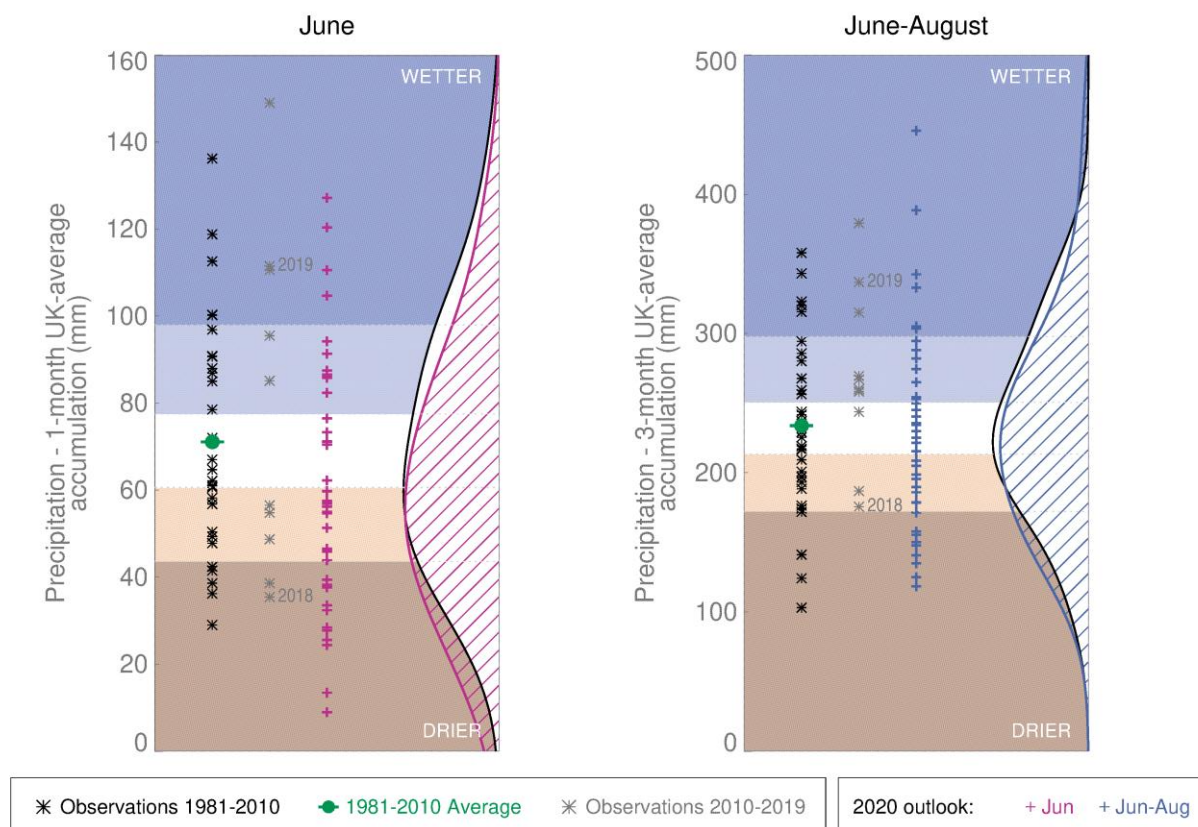 June
June-August
Precipitation - 1-month UK-average
accumulation (mm)
160
140
120
100
80
60
40
20
0
WETTER
2019
2018
DRIER
Precipitation - 3-month UK-average
accumulation (mm)
500
400
300
200
100
0
WETTER
2019
2018
DRIER
Observations 1981-2010
1981-2010 Average
Observations 2010-2019
2020 outlook:
+ Jun
+ Jun-Aug